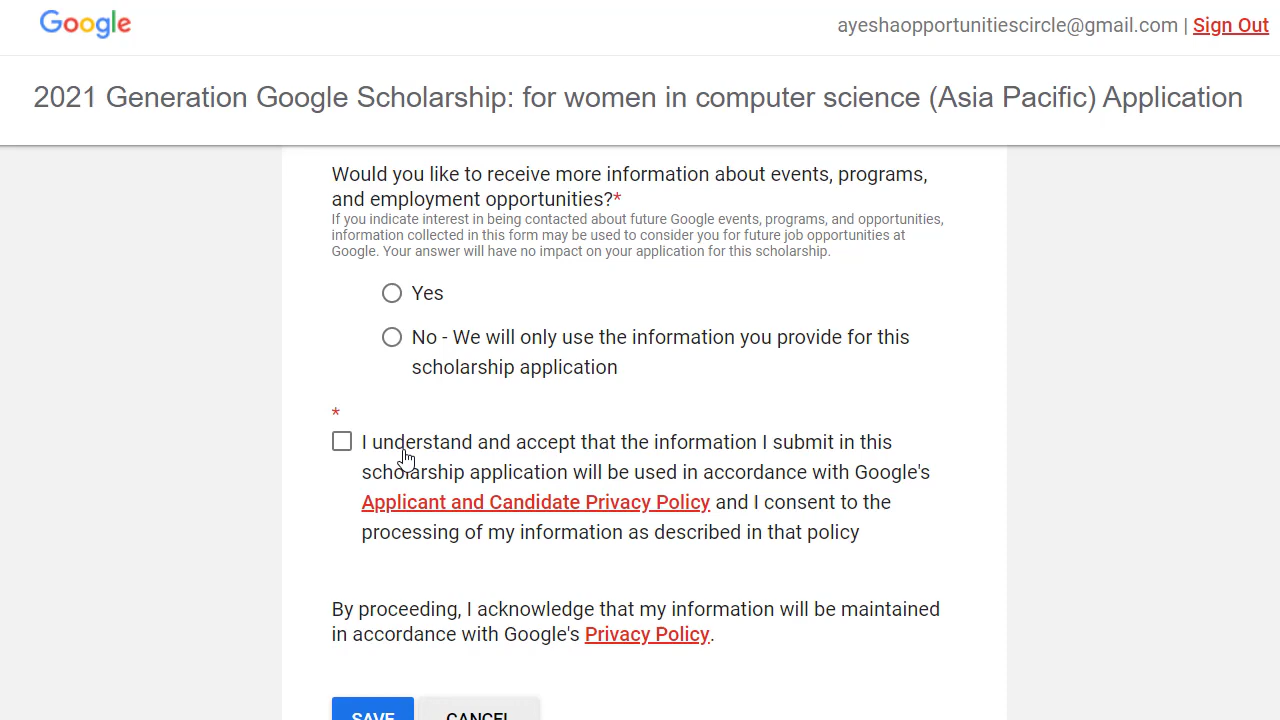 Google
ayeshaopportunitiescircle@gmail.com | Sign Out
2021 Generation Google Scholarship: for women in computer science (Asia Pacific) Application
Would you like to receive more information about events, programs,
and employment opportunities?*
If you indicate interest in being contacted about future Google events, programs, and opportunities,
information collected in this form may be used to consider you for future job opportunities at
Google. Your answer will have no impact on your application for this scholarship.
Yes
No - We will only use the information you provide for this
scholarship application
*
I understand and accept that the information I submit in this
scholarship application will be used in accordance with Google's
Applicant and Candidate Privacy Policy and I consent to the
processing of my information as described in that policy
By proceeding, I acknowledge that my information will be maintained
in accordance with Google's Privacy Policy.
SAVE CANCEL